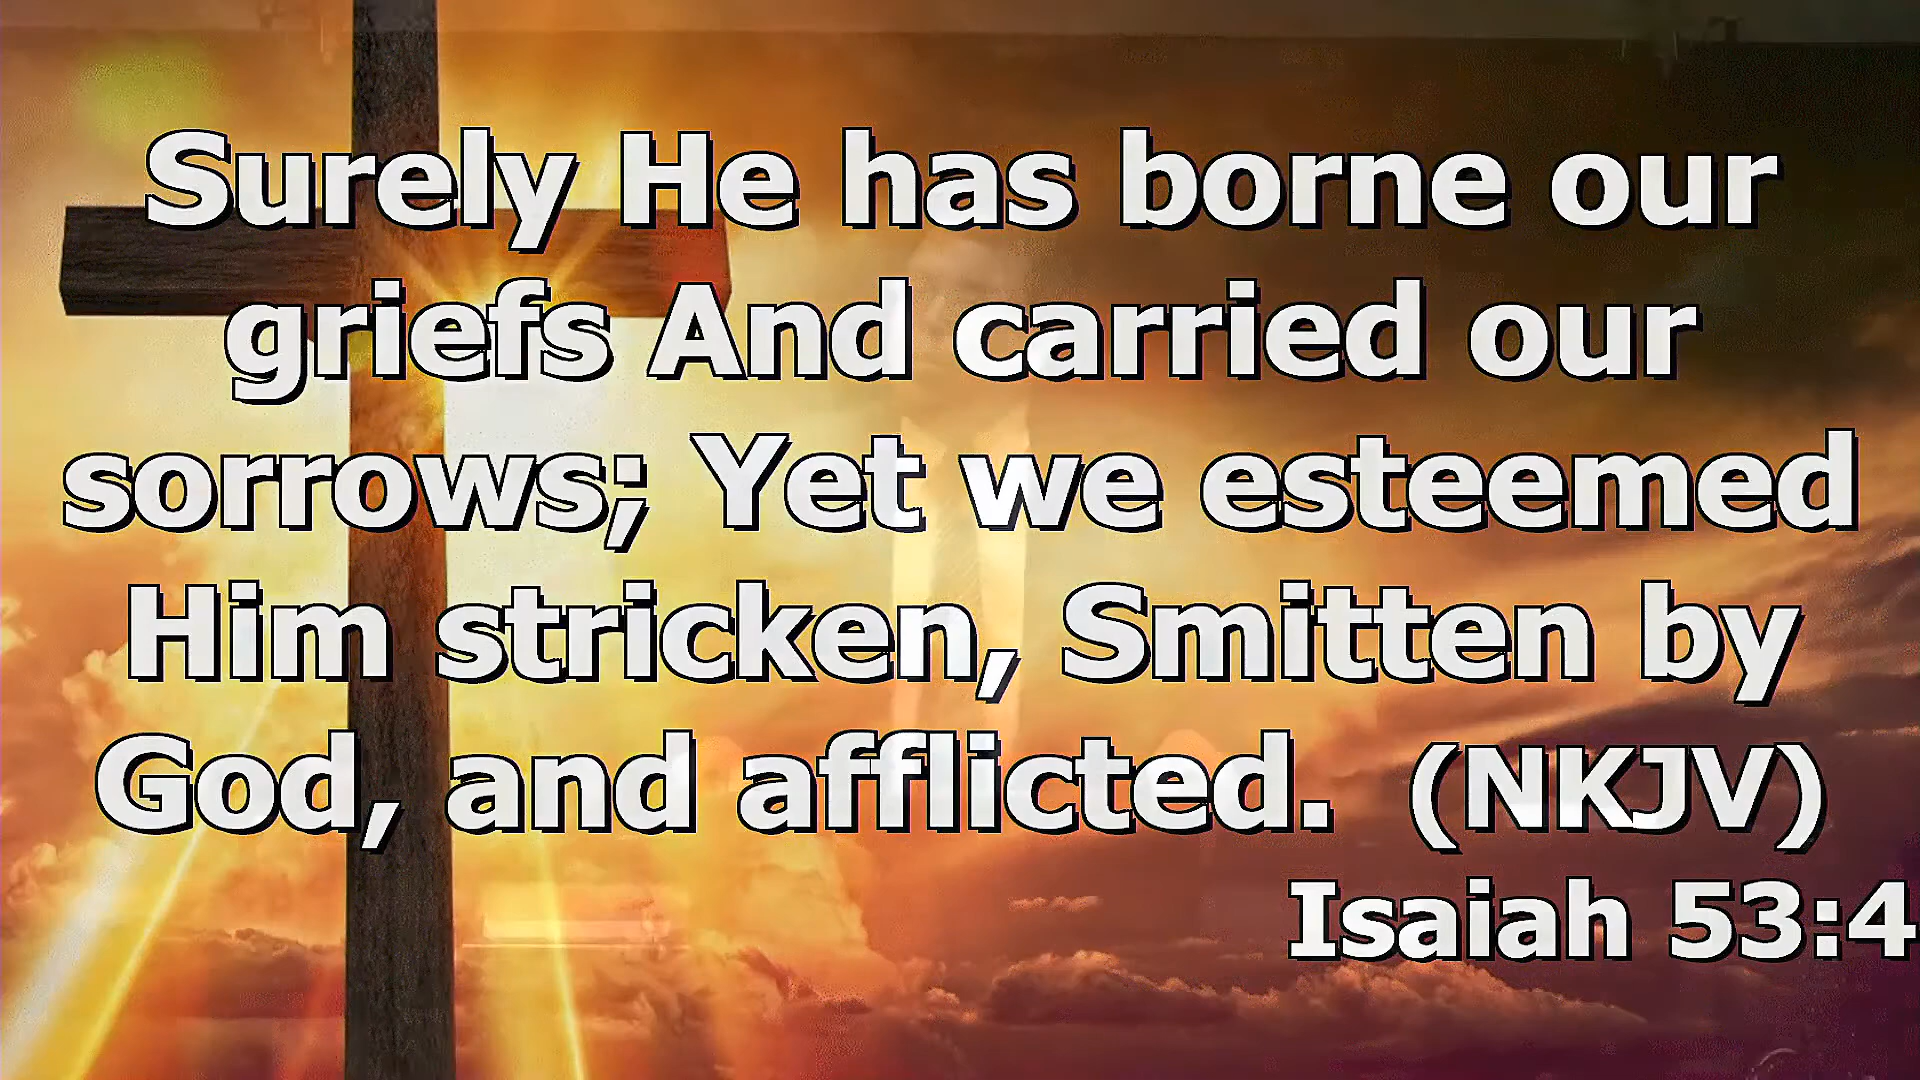 Surely He has borne our
griefs And carried our
sorrows; Yet we esteemed
Him stricken, Smitten by
God, and afflicted. (NKJV)
Isaiah 53:4